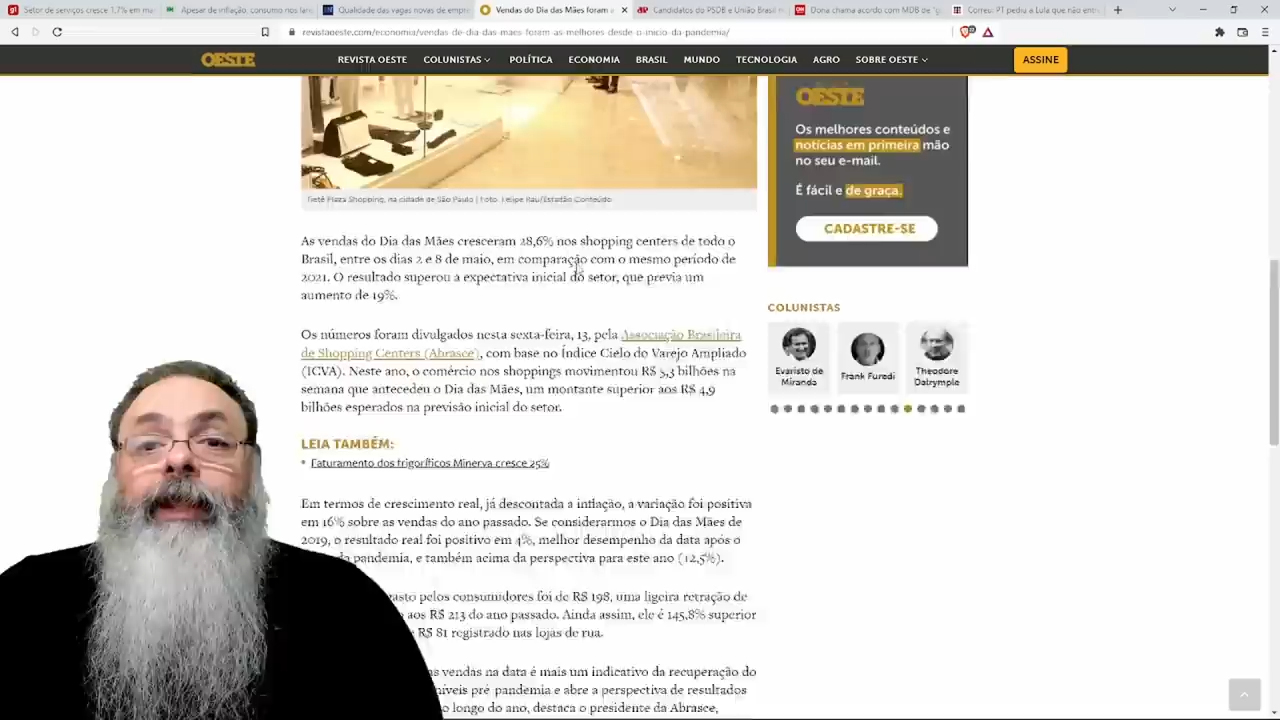 Setor de serviços cresce 1,7% em mar
Apesar de inflação, consumo nos lare
Qualidade das vagas novas de empre
Vendas do Dia das Mães foram a
Candidatos do PSDB e União Brasil n
Dona chama acordo com MDB de "g
Correu: PT pediu a Lula que não entre
revistaoeste.com/economia/vendas-de-dia-das-maes-foram-as-melhores-desde-o-inicio-da-pandemia/
OESTE
REVISTA OESTE
COLUNISTAS
POLÍTICA
ECONOMIA
BRASIL
MUNDO
TECNOLOGIA
AGRO
SOBRE OESTE
ASSINE
Tietê Plaza Shopping, na cidade de São Paulo | Foto: Felipe Rau/Estadão Conteúdo
As vendas do Dia das Mães cresceram 28,6% nos shopping centers de todo o
Brasil, entre os dias 2 e 8 de maio, em comparação com o mesmo período de
2021. O resultado superou a expectativa inicial do setor, que previa um
aumento de 19%.
Os números foram divulgados nesta sexta-feira, 13, pela Associação Brasileira
de Shopping Centers (Abrasce), com base no Índice Cielo do Varejo Ampliado
(ICVA). Neste ano, o comércio nos shoppings movimentou R$ 5,3 bilhões na
semana que antecedeu o Dia das Mães, um montante superior aos R$ 4,9
bilhões esperados na previsão inicial do setor.
LEIA TAMBÉM:
• Faturamento dos frigoríficos Minerva cresce 25%
Em termos de crescimento real, já descontada a inflação, a variação foi positiva
em 16% sobre as vendas do ano passado. Se considerarmos o Dia das Mães de
2019, o resultado real foi positivo em 4%, melhor desempenho da data após o
da pandemia, e também acima da perspectiva para este ano (12,5%).
pelos consumidores foi de R$ 198, uma ligeira retração de
aos R$ 213 do ano passado. Ainda assim, ele é 145,8% superior
R$ 81 registrado nas lojas de rua.
vendas na data é mais um indicativo da recuperação do
níveis pré-pandemia e abre a perspectiva de resultados
longo do ano, destaca o presidente da Abrasce,
OESTE
Os melhores conteúdos e
notícias em primeira mão
no seu e-mail.
É fácil e de graça.
CADASTRE-SE
COLUNISTAS
Evaristo de
Miranda
Frank Furedi
Theodore
Dalrymple